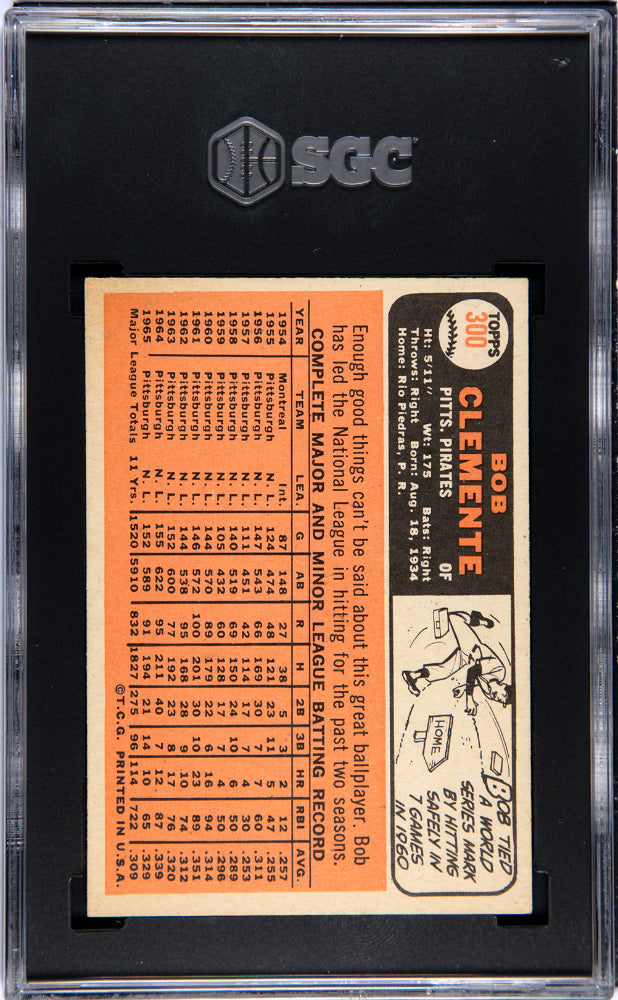 SGC
TOPPS
300
BOB
CLEMENTE
OF
PITTS. PIRATES
Ht: 5/11" Wt: 175 Bats: Right
Throws: Right Born: Aug. 18, 1934
Home: Rio Piedras, P. R.
HOME
BOB TIED
A WORLD
SERIES MARK
BY HITTING
SAFELY IN
7 GAMES
IN 1960
Enough good things can't be said about this great ballplayer. Bob
has led the National League in hitting for the past two seasons.
COMPLETE MAJOR AND MINOR LEAGUE BATTING RECORD
YEAR TEAM LEA. G AB R H 2B 3B HR RBI AVG.
1954 Montreal Int. 87 148 27 38 5 3 2 12 .257
1955 Pittsburgh N. L. 124 474 48 121 23 11 5 47 .255
1956 Pittsburgh N. L. 147 543 66 169 30 7 7 60 .311
1957 Pittsburgh N. L. 111 451 42 114 17 7 4 30 .253
1958 Pittsburgh N. L. 140 519 69 150 24 10 6 50 .289
1959 Pittsburgh N. L. 105 432 60 128 17 7 4 50 .296
1960 Pittsburgh N. L. 144 570 89 179 22 6 16 94 .314
1961 Pittsburgh N. L. 146 572 100 201 30 10 23 89 .351
1962 Pittsburgh N. L. 144 538 95 168 28 9 10 74 .312
1963 Pittsburgh N. L. 152 600 77 192 23 8 17 76 .320
1964 Pittsburgh N. L. 155 622 95 211 40 7 12 87 .339
1965 Pittsburgh N. L. 152 589 91 194 21 14 10 65 .329
Major League Totals 11 Yrs. 1520 5910 832 1827 275 96 114 722 .309
©T.C.G. PRINTED IN U.S.A.